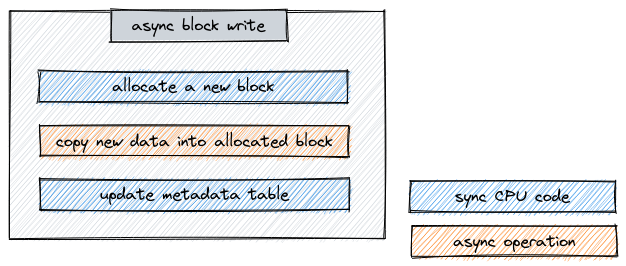 async block write
allocate a new block
copy new data into allocated block
update metadata table
sync CPU code
async operation